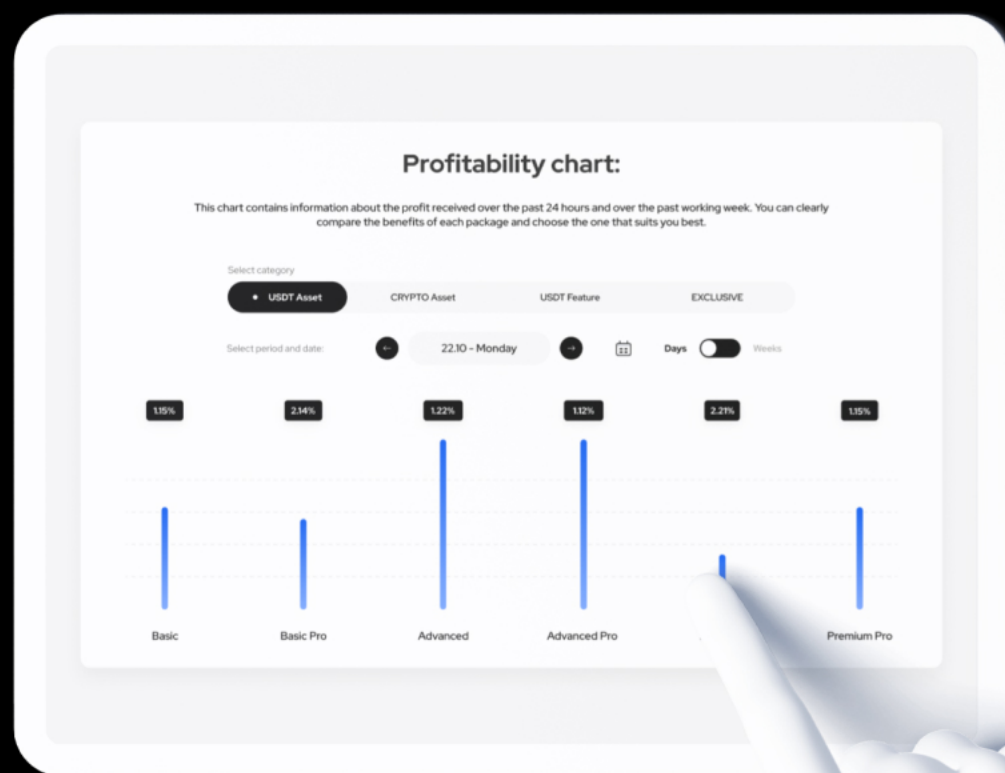 Profitability chart:
This chart contains information about the profit received over the past 24 hours and over the past working week. You can clearly
compare the benefits of each package and choose the one that suits you best.
Select category
USDT Asset CRYPTO Asset USDT Feature EXCLUSIVE
Select period and date: 22.10 - Monday Days Weeks
1.15% 2.14% 1.22% 1.12% 2.21% 1.15%
Basic Basic Pro Advanced Advanced Pro Premium Pro